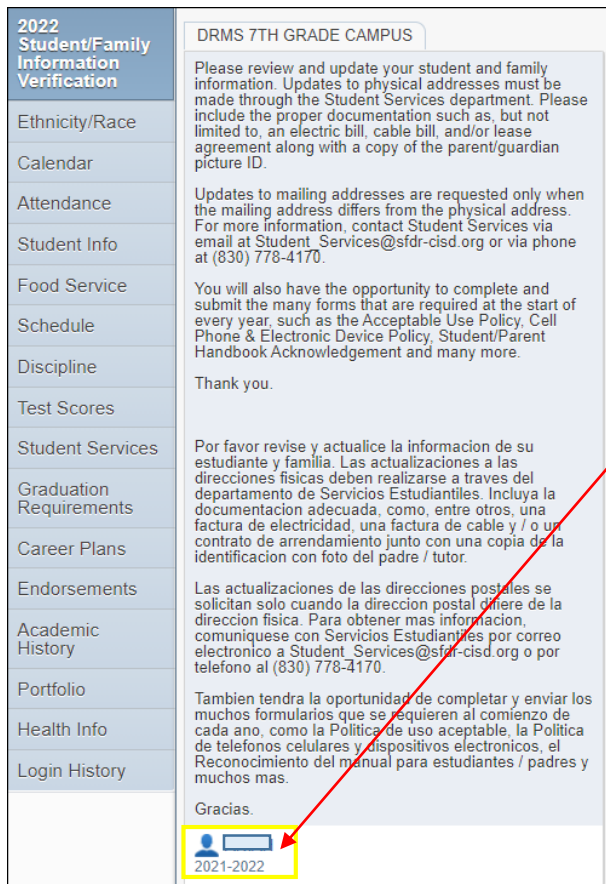 2022
Student/Family
Information
Verification
Ethnicity/Race
Calendar
Attendance
Student Info
Food Service
Schedule
Discipline
Test Scores
Student Services
Graduation
Requirements
Career Plans
Endorsements
Academic
History
Portfolio
Health Info
Login History
DRMS 7TH GRADE CAMPUS
Please review and update your student and family
information. Updates to physical addresses must be
made through the Student Services department. Please
include the proper documentation such as, but not
limited to, an electric bill, cable bill, and/or lease
agreement along with a copy of the parent/guardian
picture ID.
Updates to mailing addresses are requested only when
the mailing address differs from the physical address.
For more information, contact Student Services via
email at Student_Services@sfdr-cisd.org or via phone
at (830) 778-4170.
You will also have the opportunity to complete and
submit the many forms that are required at the start of
every year, such as the Acceptable Use Policy, Cell
Phone & Electronic Device Policy, Student/Parent
Handbook Acknowledgement and many more.
Thank you.
Por favor revise y actualice la informacion de su
estudiante y familia. Las actualizaciones a las
direcciones fisicas deben realizarse a traves del
departamento de Servicios Estudiantiles. Incluya la
documentacion adecuada, como, entre otros, una
factura de electricidad, una factura de cable y / o un
contrato de arrendamiento junto con una copia de la
identificacion con foto del padre / tutor.
Las actualizaciones de las direcciones postales se
solicitan solo cuando la direccion postal difiere de la
direccion fisica. Para obtener mas informacion,
comuniquese con Servicios Estudiantiles por correo
electronico a Student_Services@sfdr-cisd.org o por
telefono al (830) 778-4170.
Tambien tendra la oportunidad de completar y enviar los
muchos formularios que se requieren al comienzo de
cada ano, como la Politica de uso aceptable, la Politica
de telefonos celulares y dispositivos electronicos, el
Reconocimiento del manual para estudiantes / padres y
muchos mas.
Gracias.
2021-2022